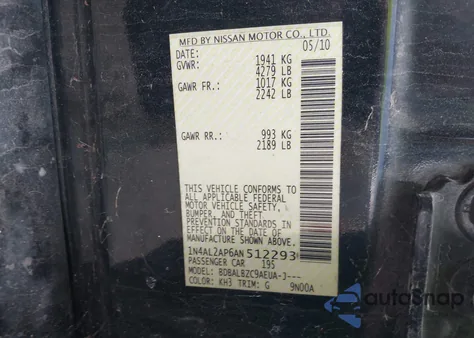 MFD BY NISSAN MOTOR CO., LTD.
DATE: 05/10
GVWR: 1941 KG
4279 LB
GAWR FR.: 1017 KG
2242 LB
GAWR RR.: 993 KG
2189 LB
THIS VEHICLE CONFORMS TO
ALL APPLICABLE FEDERAL
MOTOR VEHICLE SAFETY,
BUMPER, AND THEFT
PREVENTION STANDARDS IN
EFFECT ON THE DATE OF
MANUFACTURE SHOWN ABOVE.
1N4AL2AP6AN512293
PASSENGER CAR 195
MODEL: BDBALBZC9AEUA-J---
COLOR: KH3 TRIM: G 9N00A
autoSnap